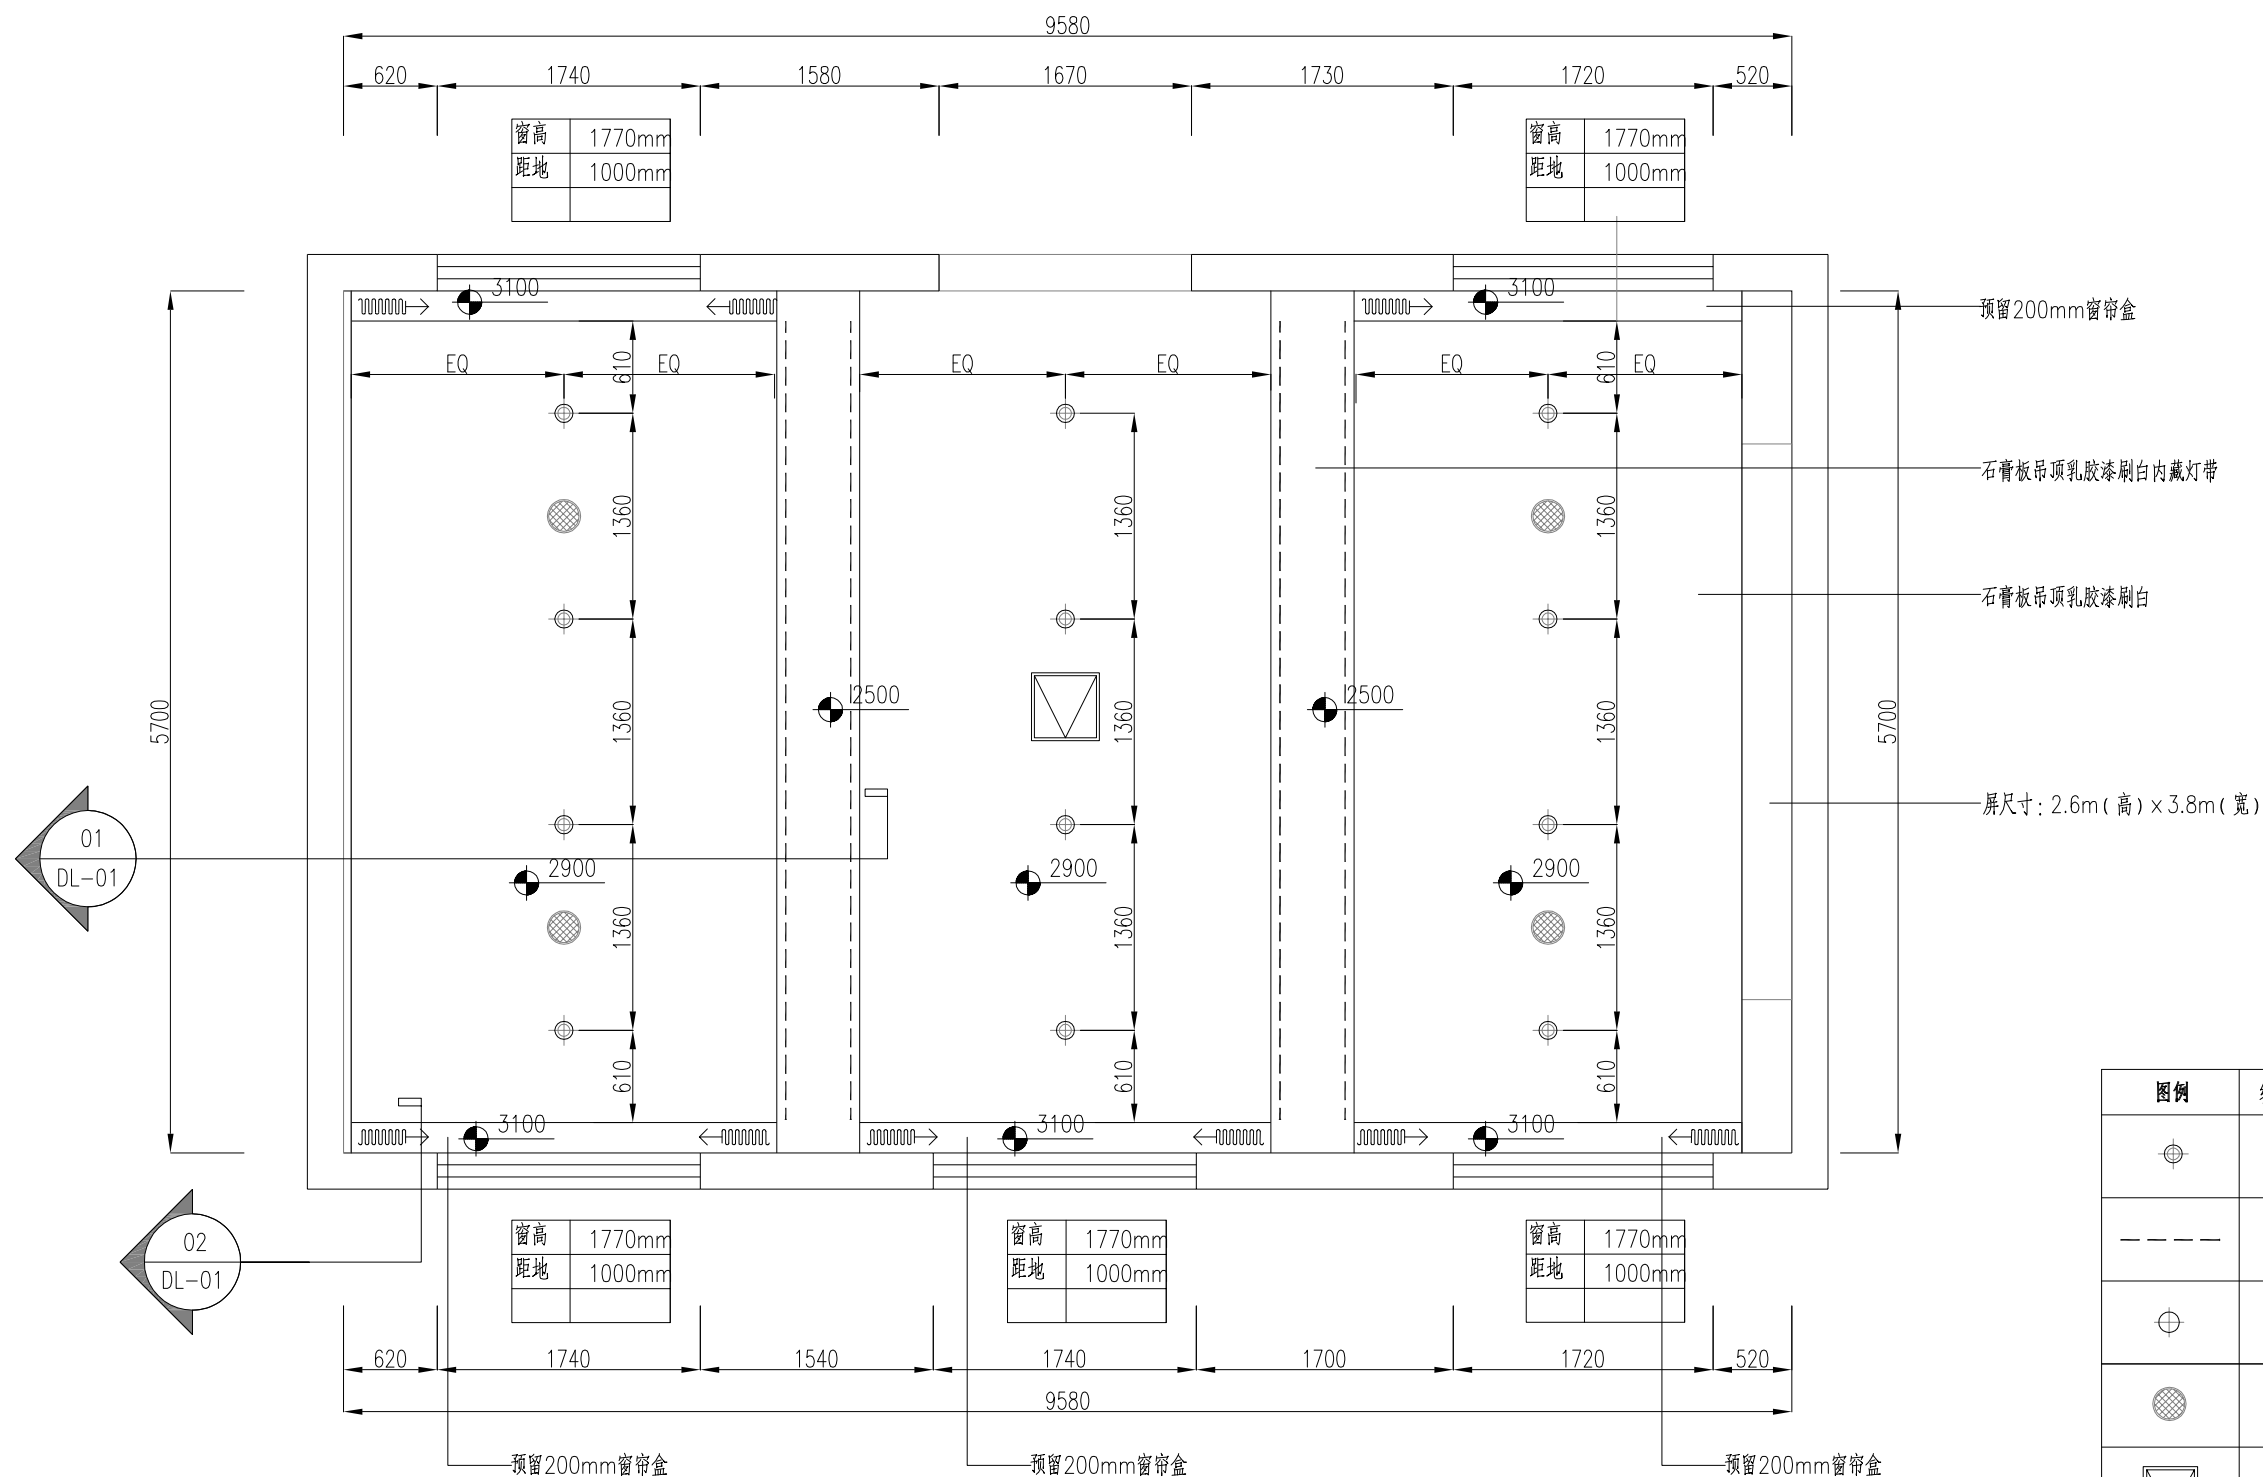 9580
620 1740 1580 1670 1730 1720 520
窗高 1770mm
距地 1000mm
窗高 1770mm
距地 1000mm
3100 3100
预留200mm窗帘盒
EQ EQ 610 EQ EQ EQ EQ 610
石膏板吊顶乳胶漆刷白内藏灯带
1360 1360 1360
石膏板吊顶乳胶漆刷白
2500 2500
5700 1360 1360 1360 5700
屏尺寸: 2.6m(高)×3.8m(宽)
01
DL-01
2900 2900 2900
1360 1360 1360
610 610 610
3100 3100 3100
图例
02
DL-01
窗高 1770mm
距地 1000mm
窗高 1770mm
距地 1000mm
窗高 1770mm
距地 1000mm
620 1740 1540 1740 1700 1720 520
9580
预留200mm窗帘盒 预留200mm窗帘盒 预留200mm窗帘盒